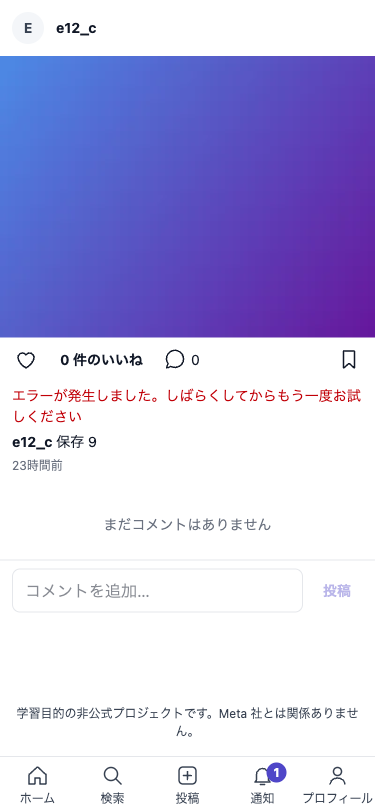 E e12_c
0 件のいいね 0
エラーが発生しました。しばらくしてからもう一度お試
しください
e12_c 保存 9
23時間前
まだコメントはありません
コメントを追加... 投稿
学習目的の非公式プロジェクトです。Meta 社とは関係ありませ
ん。
1
ホーム 検索 投稿 通知 プロフィール